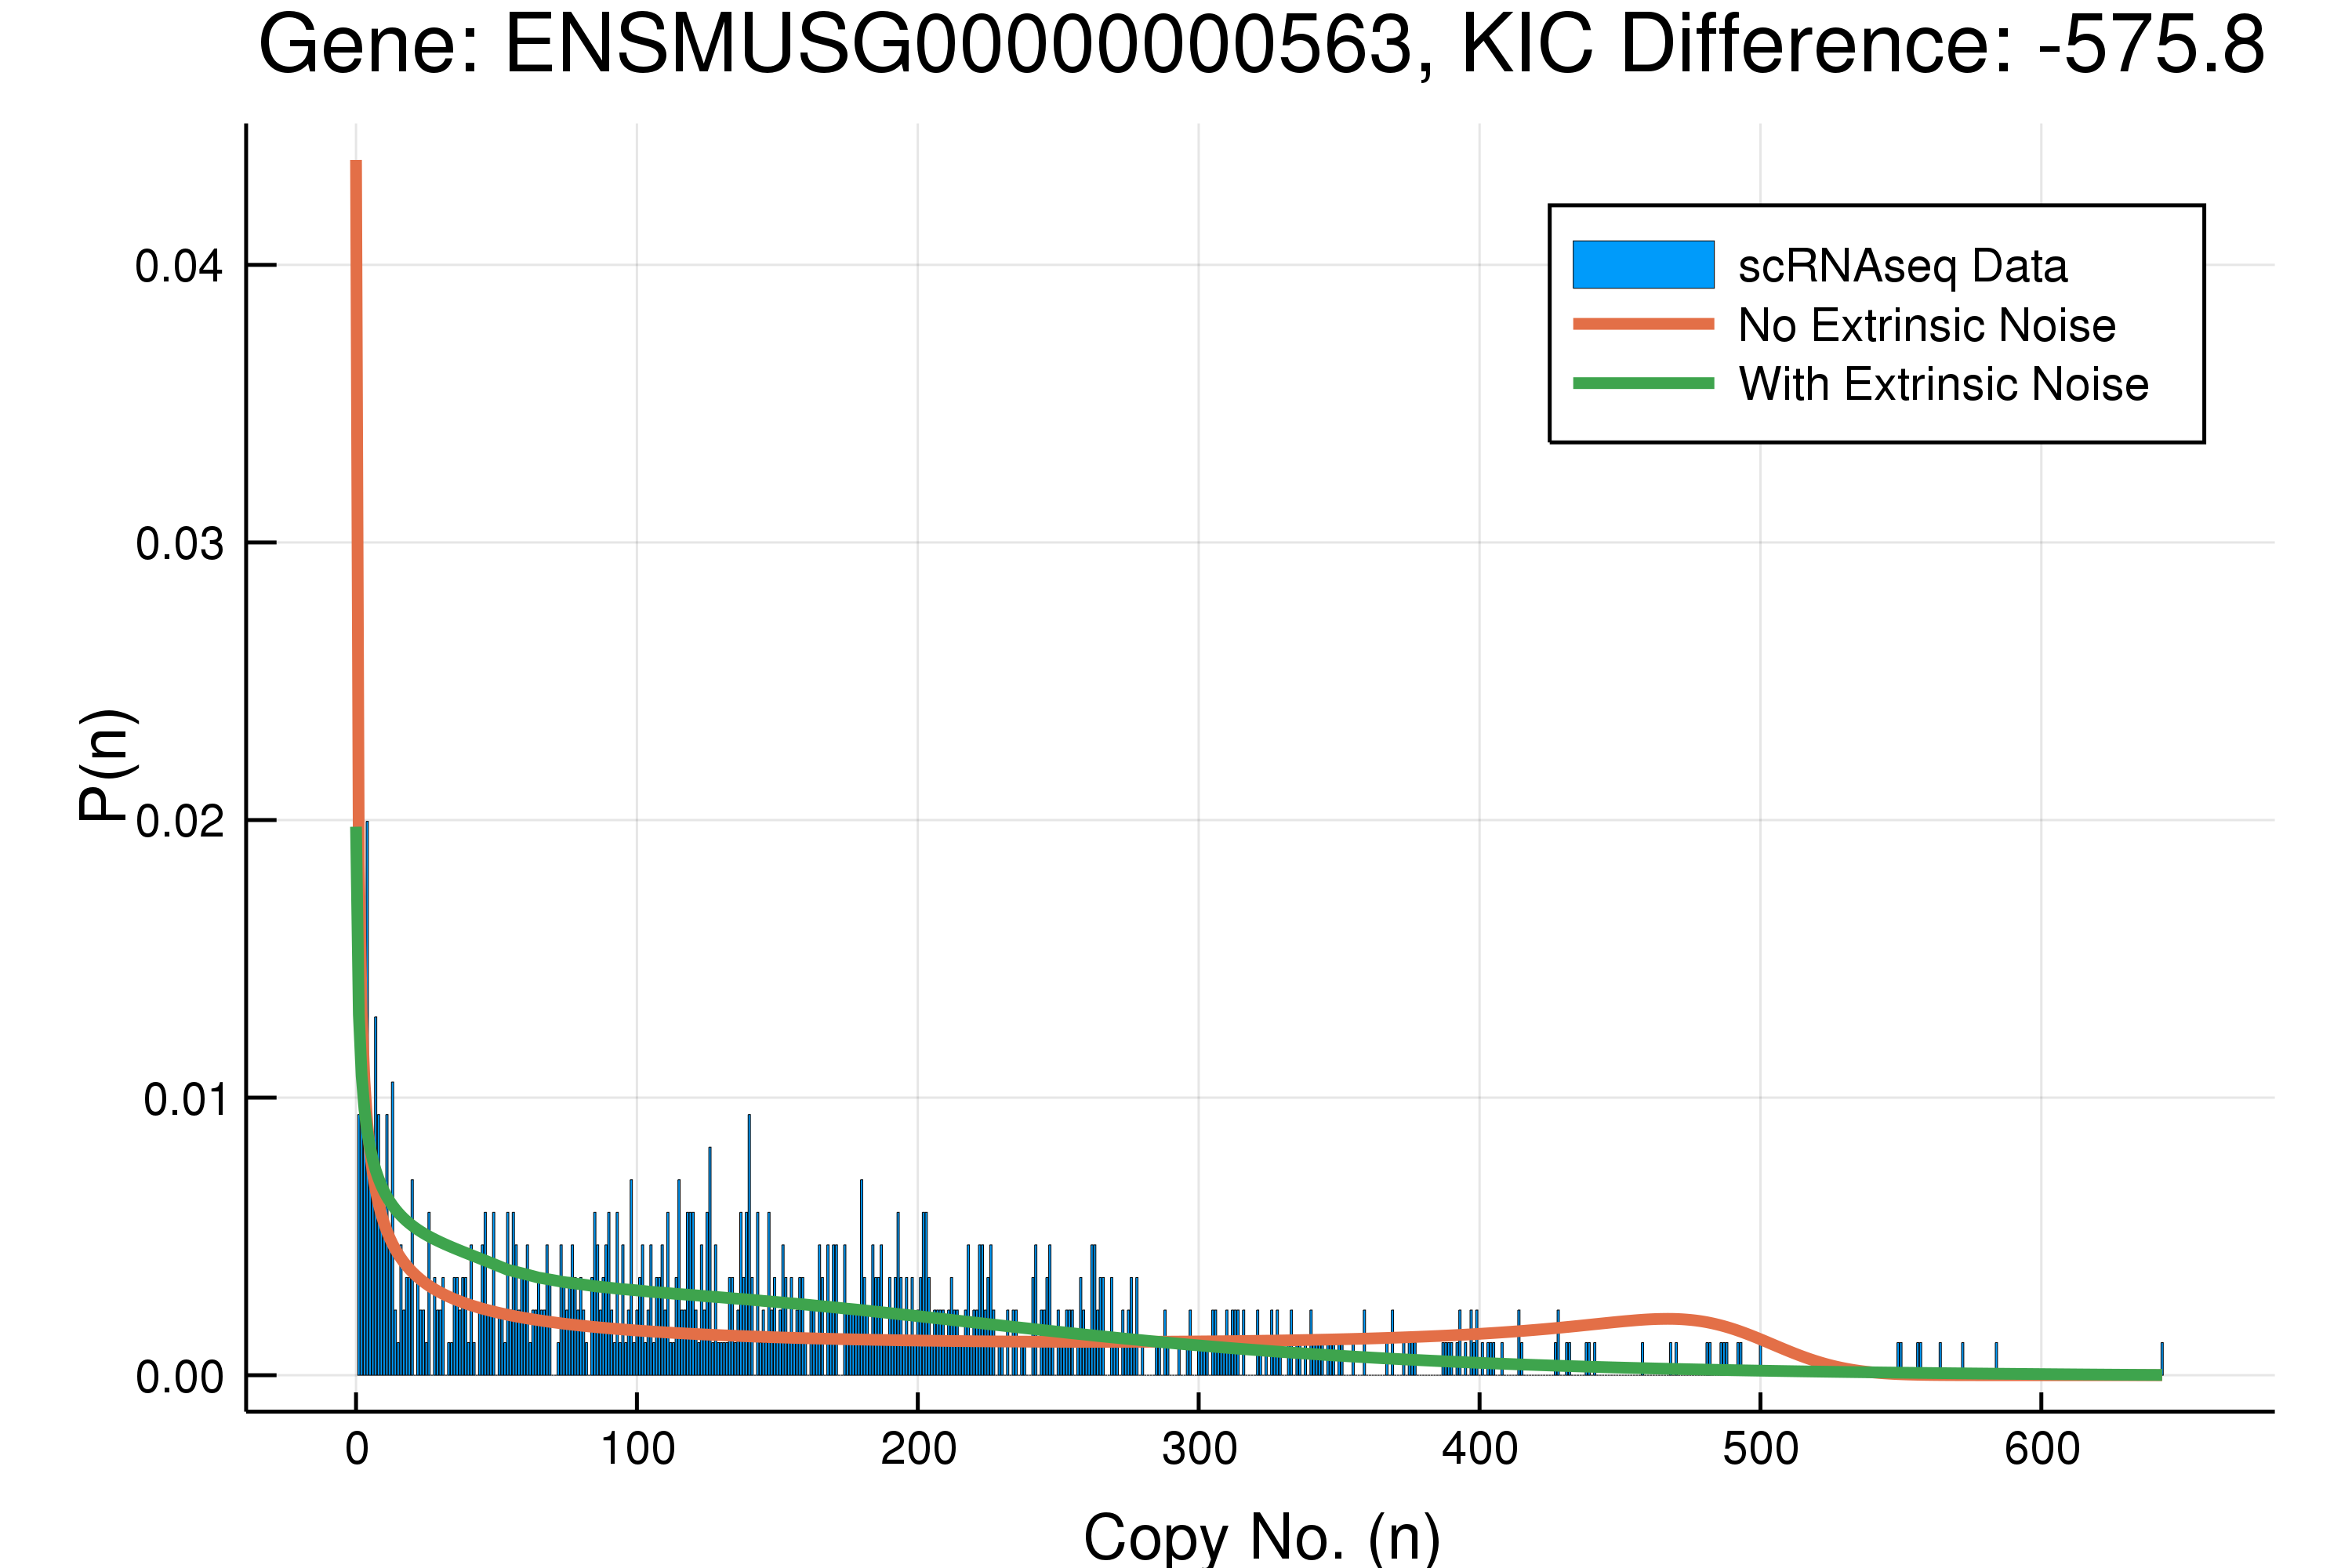 Gene: ENSMUSG00000000563, KIC Difference: -575.8
scRNAseq Data
No Extrinsic Noise
With Extrinsic Noise
P(n)
0.04
0.03
0.02
0.01
0.00
0 100 200 300 400 500 600
Copy No. (n)